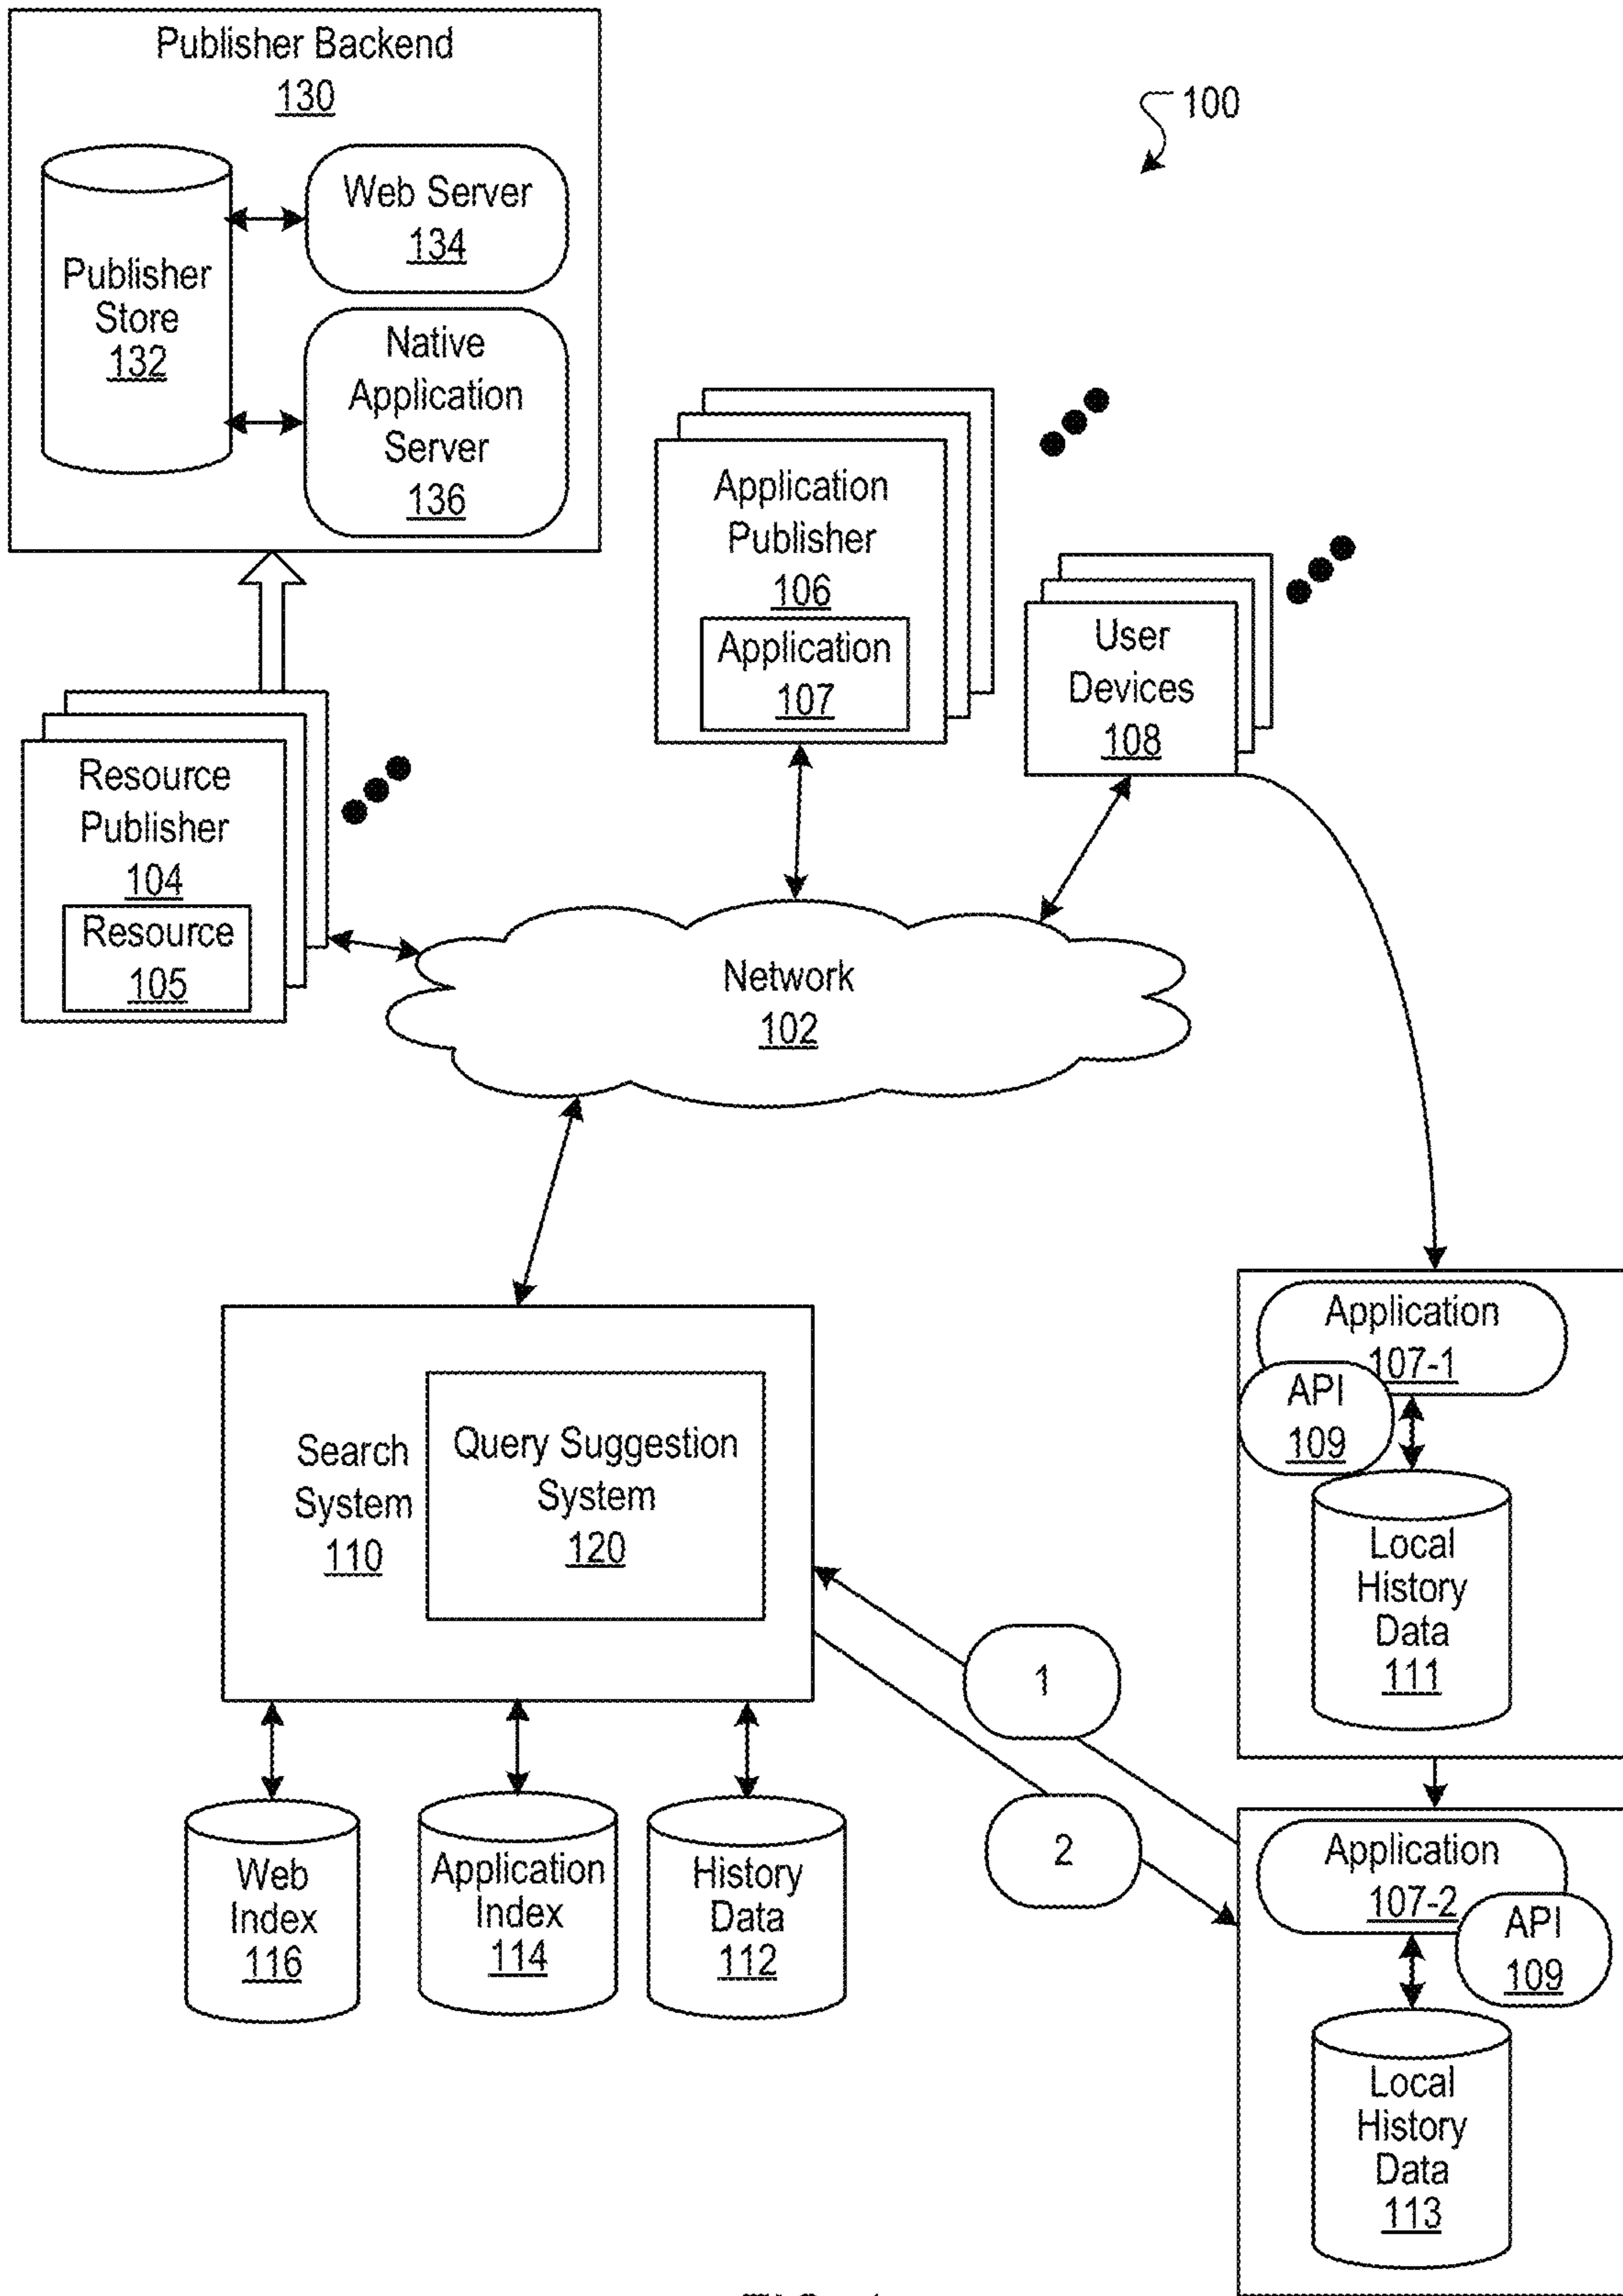 Publisher Backend
130
100
Web Server
134
Publisher
Store
132
Native
Application
Server
136
Application
Publisher
106
Application
107
User
Devices
108
Resource
Publisher
104
Resource
105
Network
102
Application
107-1
API
109
Search
System
110
Query Suggestion
System
120
Local
History
Data
111
1
2
Web
Index
116
Application
Index
114
History
Data
112
Application
107-2
API
109
Local
History
Data
113